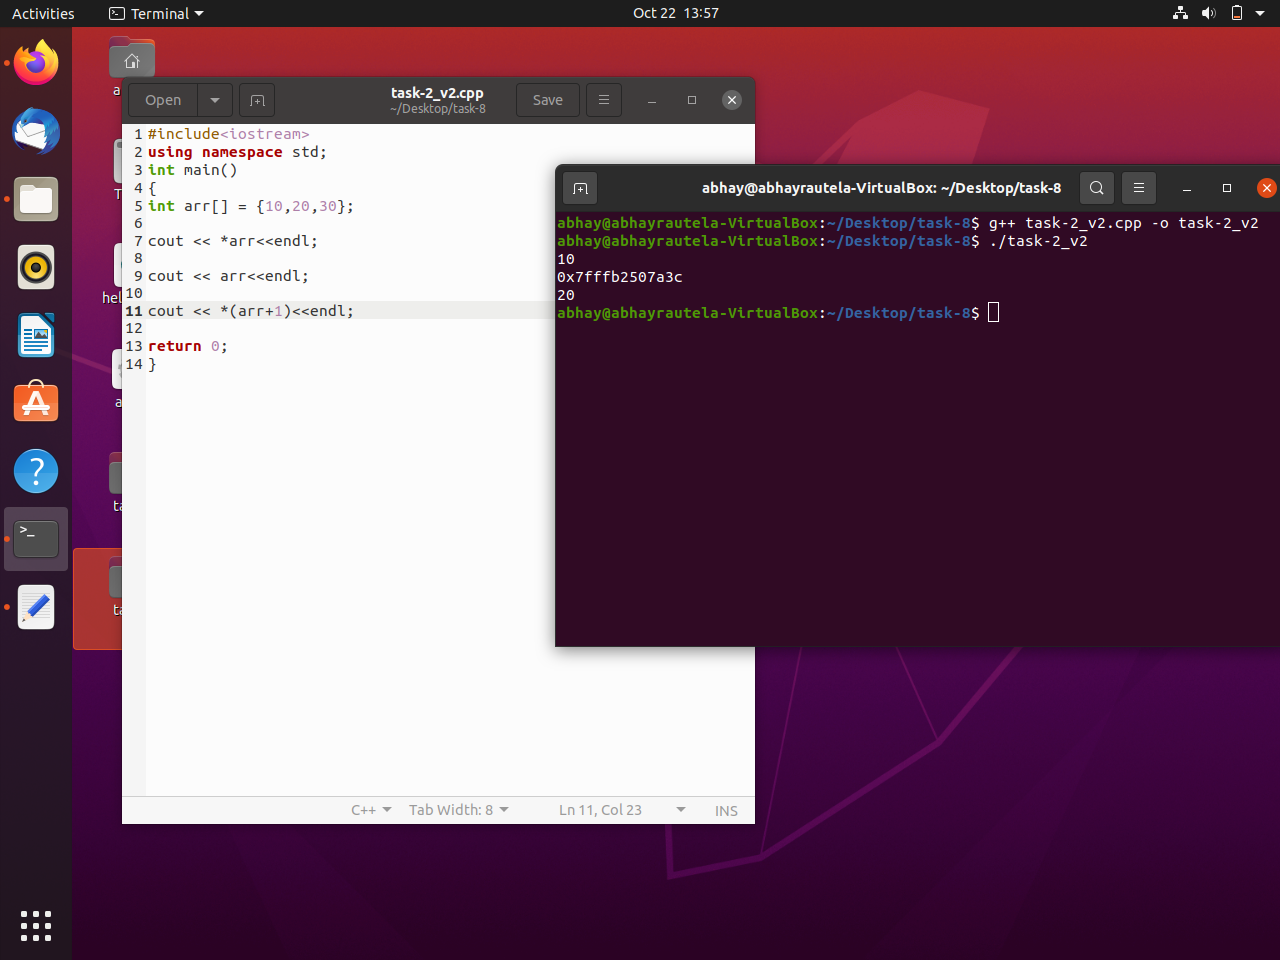 Activities Terminal Oct 22 13:57
Open task-2_v2.cpp Save
~/Desktop/task-8
1 #include<iostream>
2 using namespace std;
3 int main()
4 {
5 int arr[] = {10,20,30};
6
7 cout << *arr<<endl;
8
9 cout << arr<<endl;
10
11 cout << *(arr+1)<<endl;
12
13 return 0;
14 }
C++ Tab Width: 8 Ln 11, Col 23 INS
abhay@abhayrautela-VirtualBox: ~/Desktop/task-8
abhay@abhayrautela-VirtualBox:~/Desktop/task-8$ g++ task-2_v2.cpp -o task-2_v2
abhay@abhayrautela-VirtualBox:~/Desktop/task-8$ ./task-2_v2
10
0x7fffb2507a3c
20
abhay@abhayrautela-VirtualBox:~/Desktop/task-8$